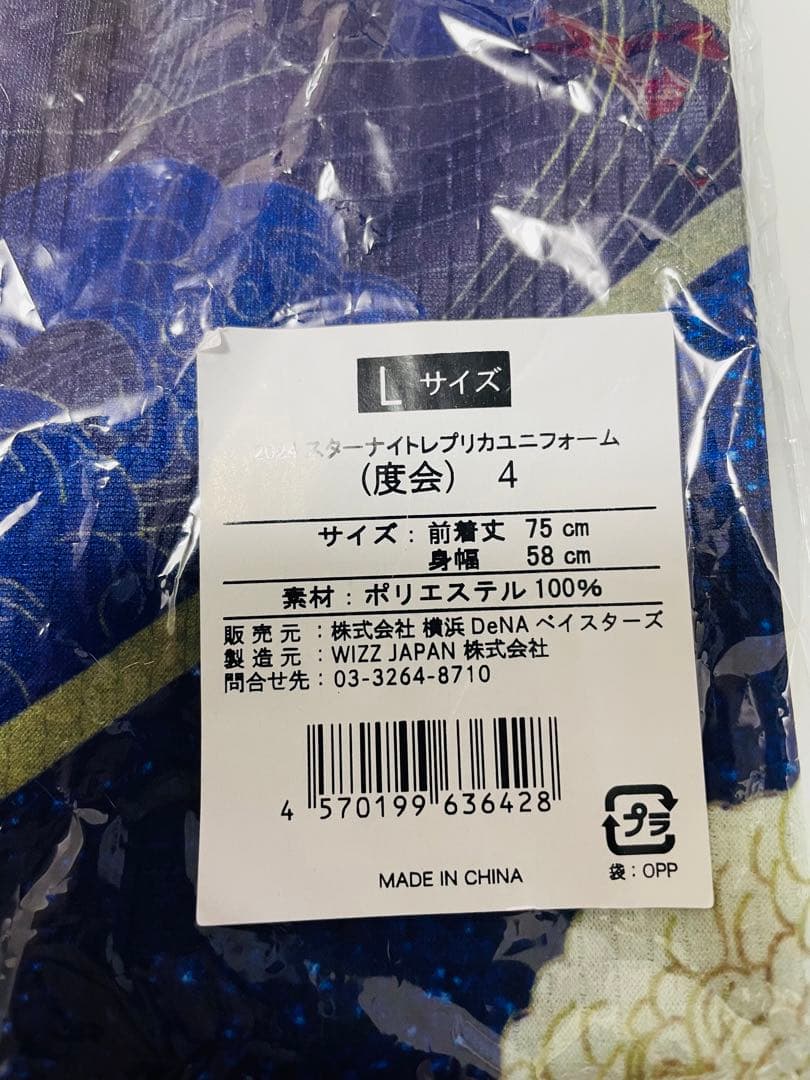 L サイズ
2024 スターナイトレプリカユニフォーム
(度会) 4
サイズ : 前着丈 75 cm
身幅 58 cm
素材 : ポリエステル 100%
販売元 : 株式会社 横浜 DeNA ベイスターズ
製造元 : WIZZ JAPAN 株式会社
問合せ先 : 03-3264-8710
4 570199 636428
プラ
袋 : OPP
MADE IN CHINA